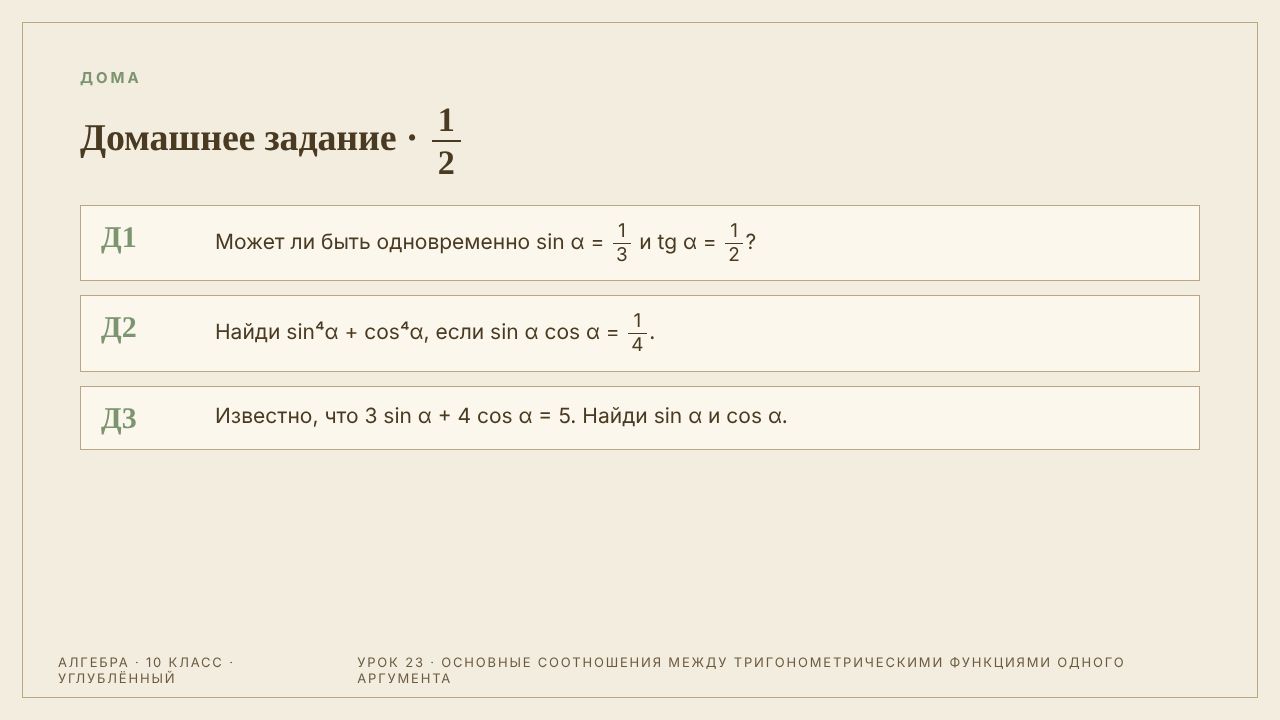 ДОМА
Домашнее задание · 1/2
Д1
Может ли быть одновременно sin α = 1/3 и tg α = 1/2?
Д2
Найди sin⁴α + cos⁴α, если sin α cos α = 1/4.
Д3
Известно, что 3 sin α + 4 cos α = 5. Найди sin α и cos α.
АЛГЕБРА · 10 КЛАСС ·
УГЛУБЛЁННЫЙ
УРОК 23 · ОСНОВНЫЕ СООТНОШЕНИЯ МЕЖДУ ТРИГОНОМЕТРИЧЕСКИМИ ФУНКЦИЯМИ ОДНОГО
АРГУМЕНТА